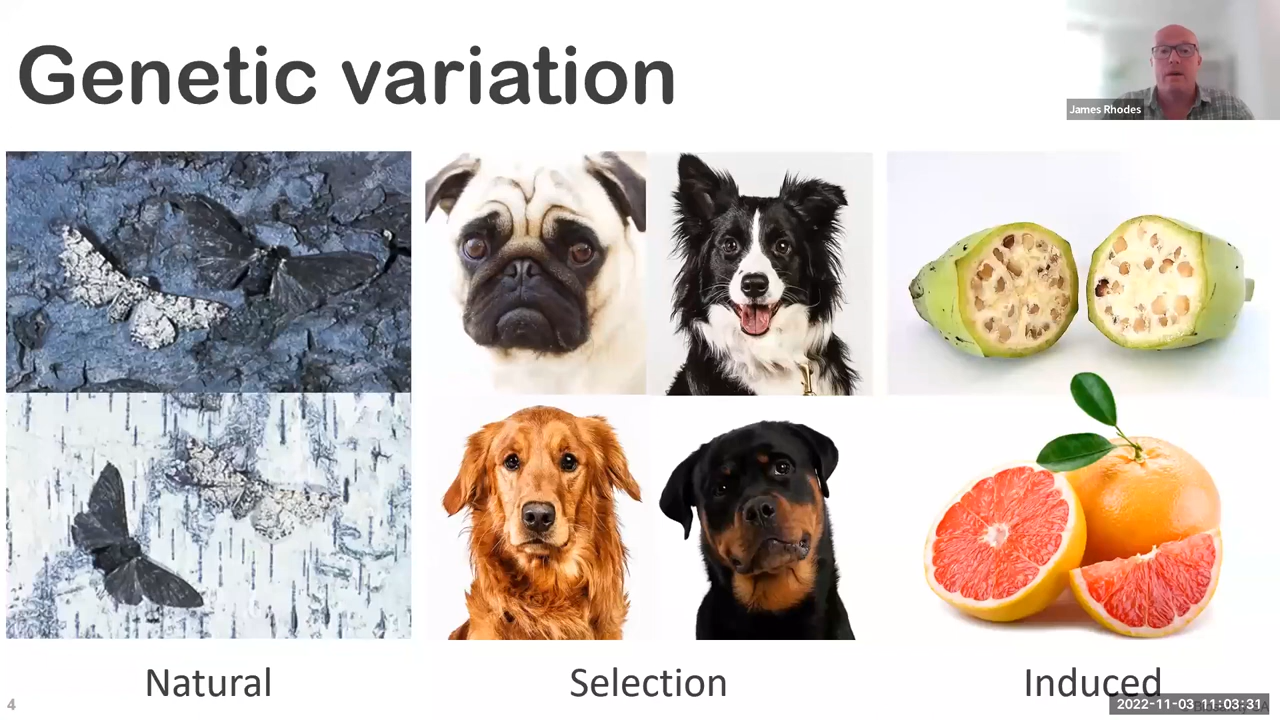 Genetic variation
James Rhodes
Natural
Selection
Induced
4
2022-11-03 11:03:31